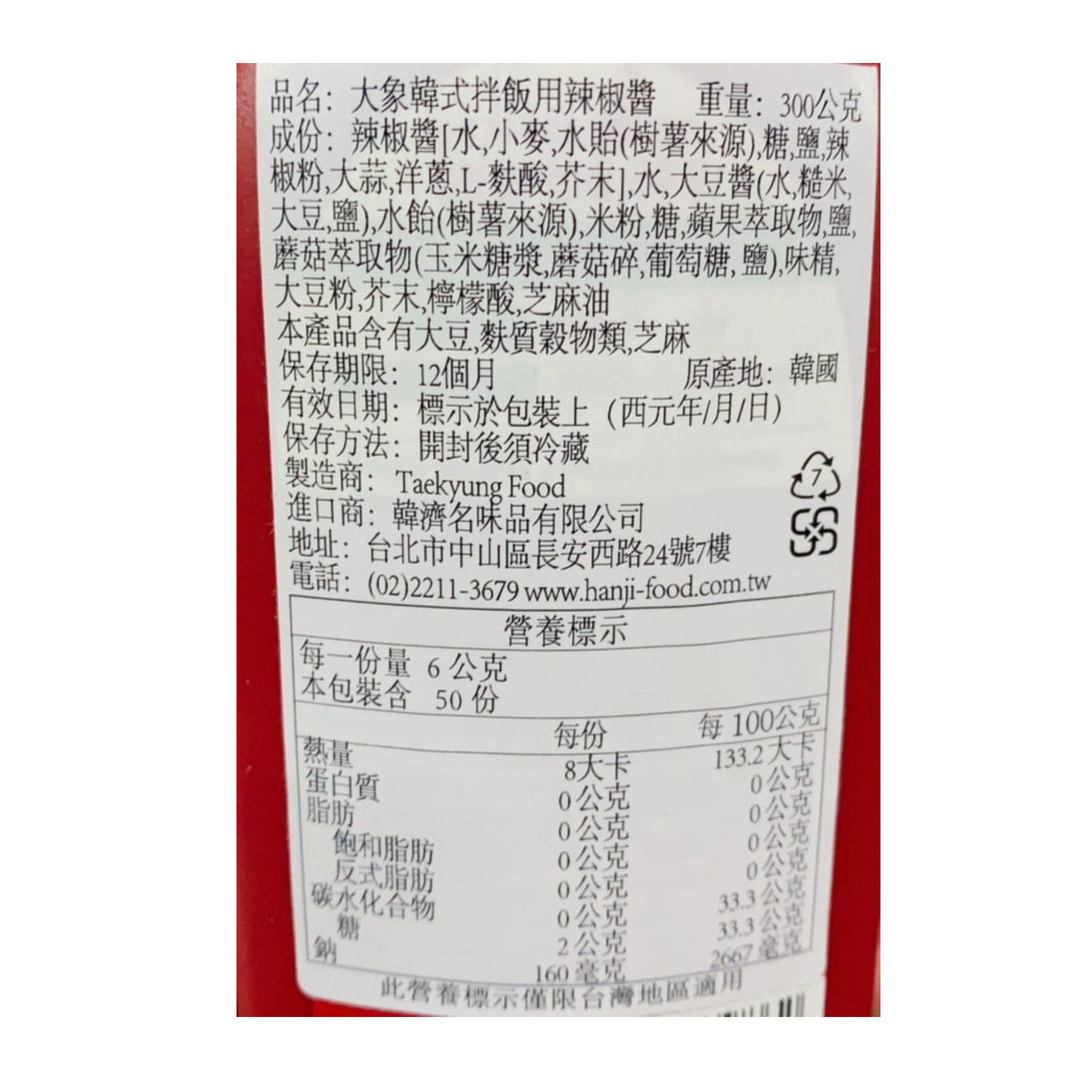 品名：大象韓式拌飯用辣椒醬 重量：300公克
成份：辣椒醬[水,小麥,水貽(樹薯來源),糖,鹽,辣
椒粉,大蒜,洋蔥,L-麩酸,芥末],水,大豆醬(水,糙米,
大豆,鹽),水飴(樹薯來源),米粉,糖,蘋果萃取物,鹽,
蘑菇萃取物(玉米糖漿,蘑菇碎,葡萄糖,鹽),味精,
大豆粉,芥末,檸檬酸,芝麻油
本產品含有大豆,麩質穀物類,芝麻
保存期限：12個月 原產地：韓國
有效日期：標示於包裝上（西元年/月/日）
保存方法：開封後須冷藏
製造商：Taekyung Food
7
進口商：韓濟名味品有限公司
地址：台北市中山區長安西路24號7樓
電話：(02)2211-3679 www.hanji-food.com.tw
營養標示
每一份量 6 公克
本包裝含 50 份
每份 每 100公克
熱量 8大卡 133.2 大卡
蛋白質 0公克 0公克
脂肪 0公克 0公克
飽和脂肪 0公克 0公克
反式脂肪 0公克 0公克
碳水化合物 0公克 33.3公克
糖 2公克 33.3公克
鈉 160 毫克 2667 毫克
此營養標示僅限台灣地區適用